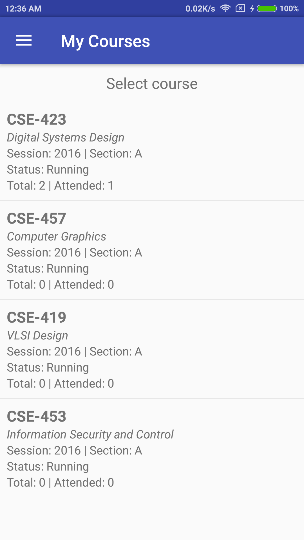 12:36 AM 0.02K/s 100%
My Courses
Select course
CSE-423
Digital Systems Design
Session: 2016 | Section: A
Status: Running
Total: 2 | Attended: 1
CSE-457
Computer Graphics
Session: 2016 | Section: A
Status: Running
Total: 0 | Attended: 0
CSE-419
VLSI Design
Session: 2016 | Section: A
Status: Running
Total: 0 | Attended: 0
CSE-453
Information Security and Control
Session: 2016 | Section: A
Status: Running
Total: 0 | Attended: 0